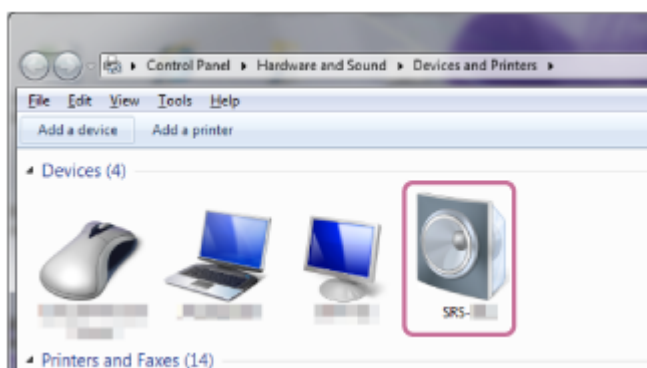 Control Panel ▸ Hardware and Sound ▸ Devices and Printers ▸
File Edit View Tools Help
Add a device Add a printer
Devices (4)
SRS-
Printers and Faxes (14)